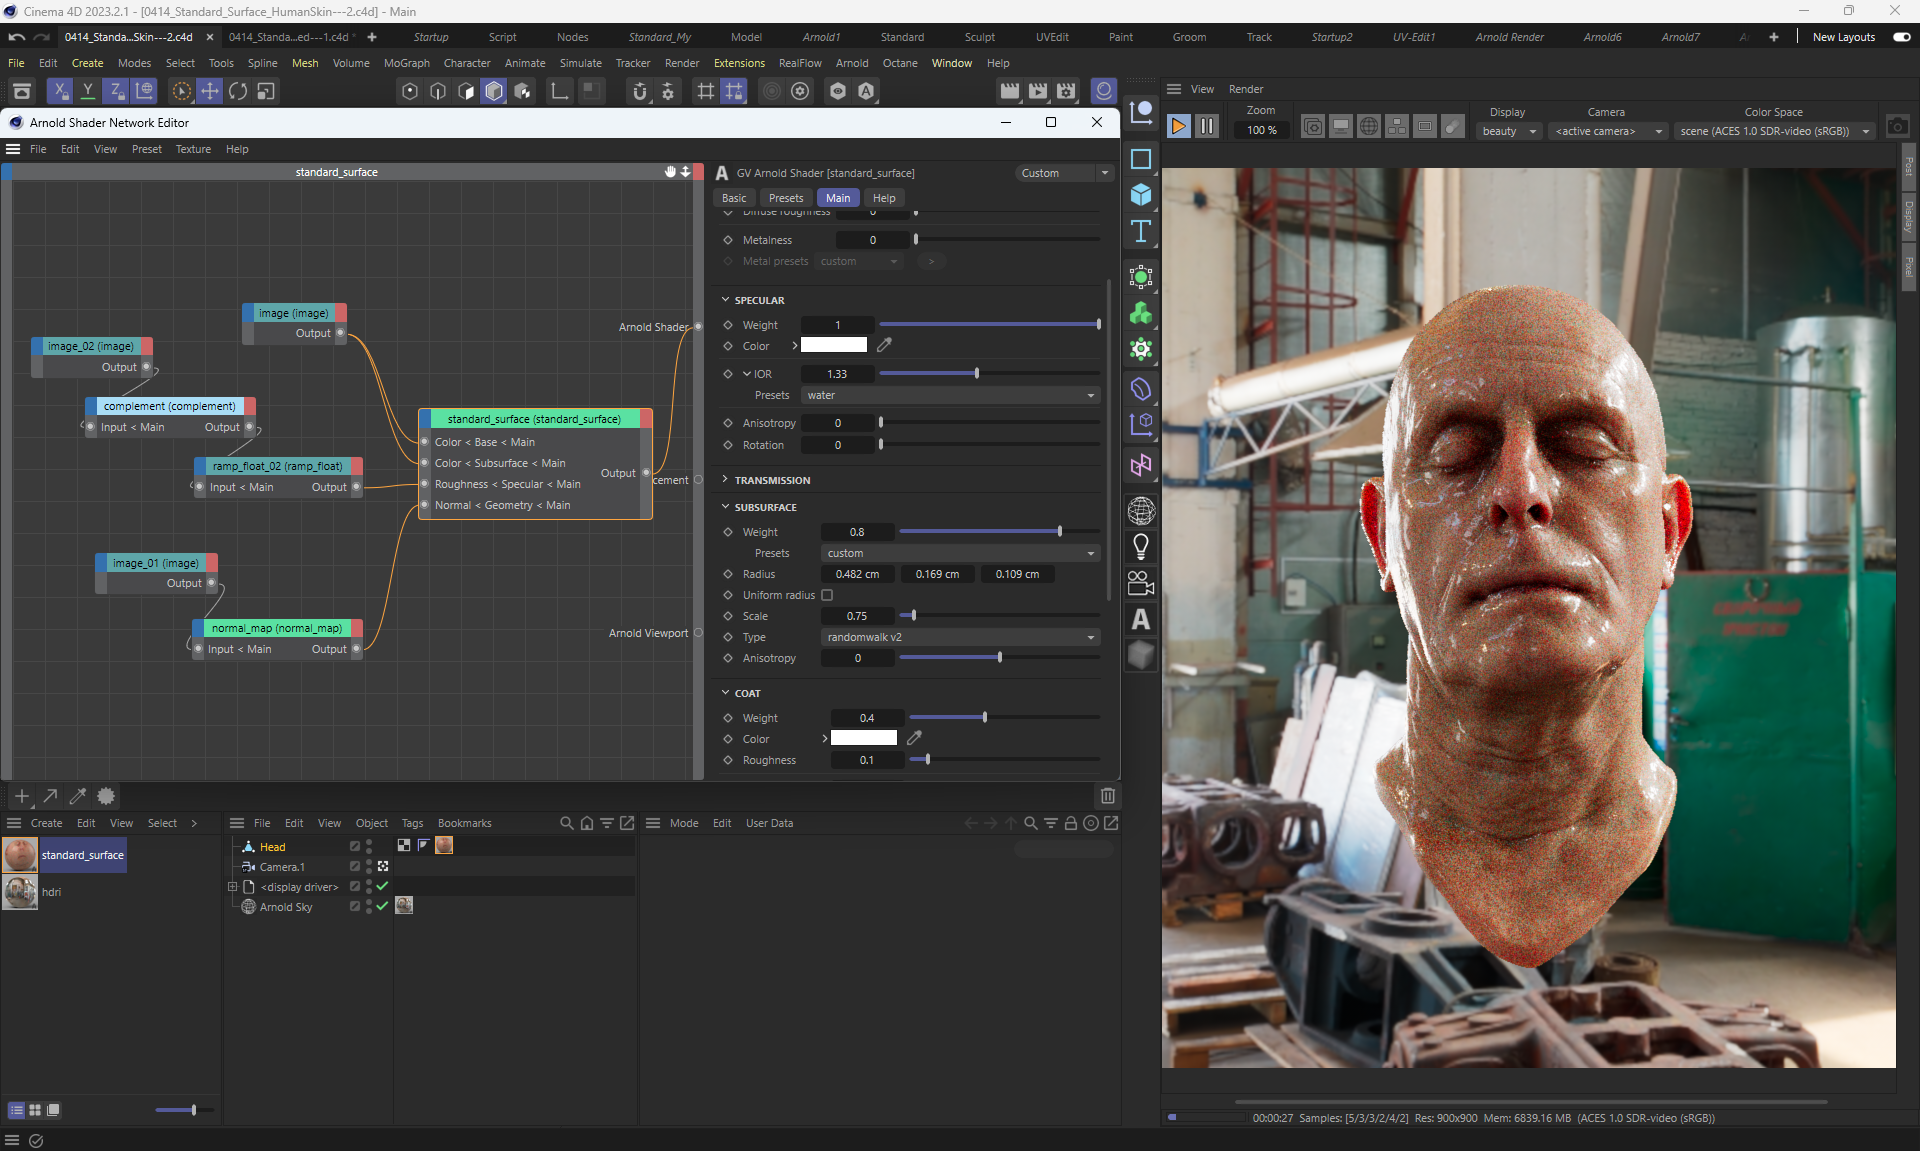 Cinema 4D 2023.2.1 - [0414_Standard_Surface_HumanSkin---2.c4d] - Main
0414_Standa...Skin---2.c4d × 0414_Standa...ed---1.c4d * + Startup Script Nodes Standard_My Model Arnold1 Standard Sculpt UVEdit Paint Groom Track Startup2 UV-Edit1 Arnold Render Arnold6 Arnold7 + New Layouts
File Edit Create Modes Select Tools Spline Mesh Volume MoGraph Character Animate Simulate Tracker Render Extensions RealFlow Arnold Octane Window Help
X Y Z
View Render
Zoom Display Camera Color Space
100 % beauty <active camera> scene (ACES 1.0 SDR-video (sRGB))
Arnold Shader Network Editor
File Edit View Preset Texture Help
standard_surface
image (image)
Output
image_02 (image)
Output
complement (complement)
Input < Main Output
ramp_float_02 (ramp_float)
Input < Main Output
image_01 (image)
Output
normal_map (normal_map)
Input < Main Output
standard_surface (standard_surface)
Color < Base < Main
Color < Subsurface < Main
Output
Roughness < Specular < Main
Normal < Geometry < Main
Arnold Shader
cement
Arnold Viewport
GV Arnold Shader [standard_surface] Custom
Basic Presets Main Help
Diffuse roughness 0
Metalness 0
Metal presets custom >
SPECULAR
Weight 1
Color
IOR 1.33
Presets water
Anisotropy 0
Rotation 0
TRANSMISSION
SUBSURFACE
Weight 0.8
Presets custom
Radius 0.482 cm 0.169 cm 0.109 cm
Uniform radius
Scale 0.75
Type randomwalk v2
Anisotropy 0
COAT
Weight 0.4
Color
Roughness 0.1
Post
Display
Pixel
Create Edit View Select >
standard_surface
hdri
File Edit View Object Tags Bookmarks
Head
Camera.1
<display driver>
Arnold Sky
Mode Edit User Data
00:00:27 Samples: [5/3/3/2/4/2] Res: 900x900 Mem: 6839.16 MB (ACES 1.0 SDR-video (sRGB))